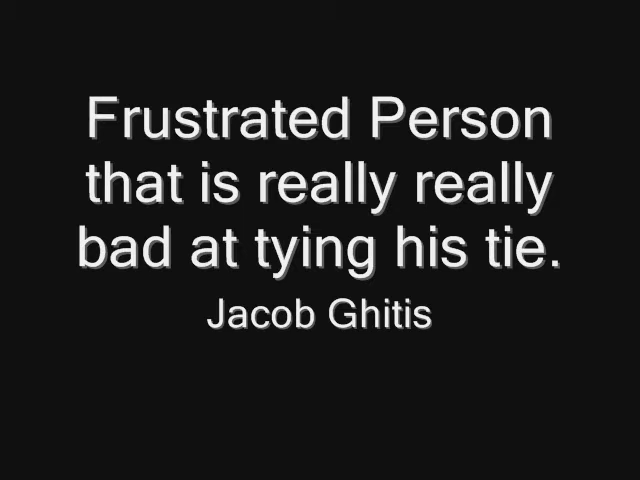 Frustrated Person
that is really really
bad at tying his tie.
Jacob Ghitis